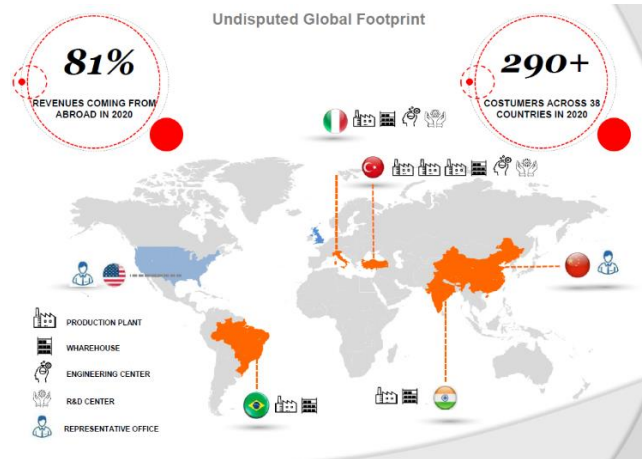 Undisputed Global Footprint
81%
REVENUES COMING FROM
ABROAD IN 2020
290+
COSTUMERS ACROSS 38
COUNTRIES IN 2020
PRODUCTION PLANT
WHAREHOUSE
ENGINEERING CENTER
R&D CENTER
REPRESENTATIVE OFFICE